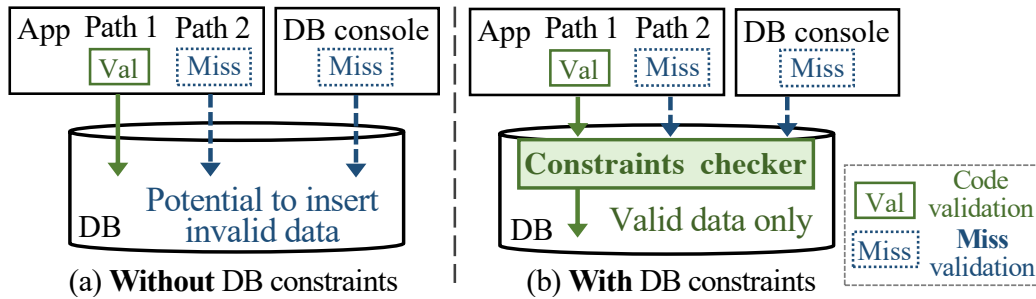 App Path 1 Path 2 DB console
Val Miss Miss
Potential to insert
invalid data
DB
(a) Without DB constraints
App Path 1 Path 2 DB console
Val Miss Miss
Constraints checker
Valid data only
DB
(b) With DB constraints
Val Code
validation
Miss Miss
validation